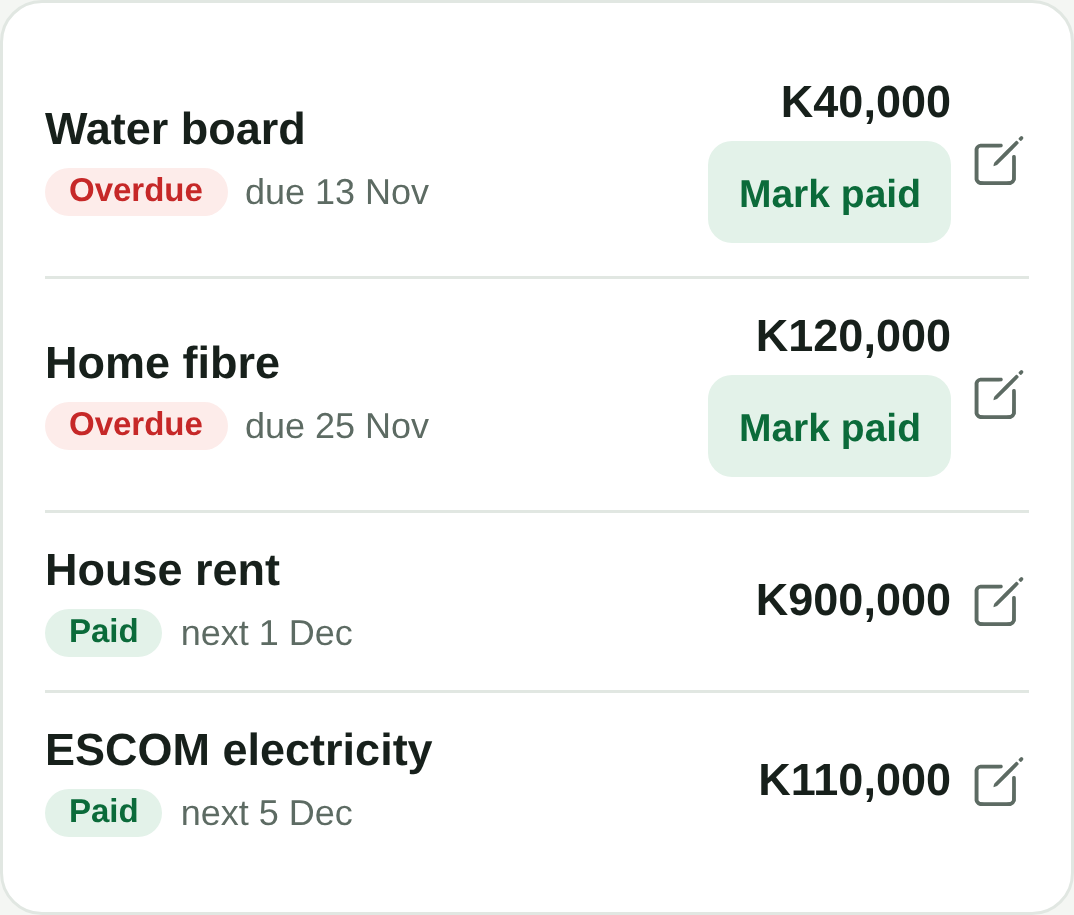 Water board
Overdue due 13 Nov
K40,000
Mark paid
Home fibre
Overdue due 25 Nov
K120,000
Mark paid
House rent
Paid next 1 Dec
K900,000
ESCOM electricity
Paid next 5 Dec
K110,000